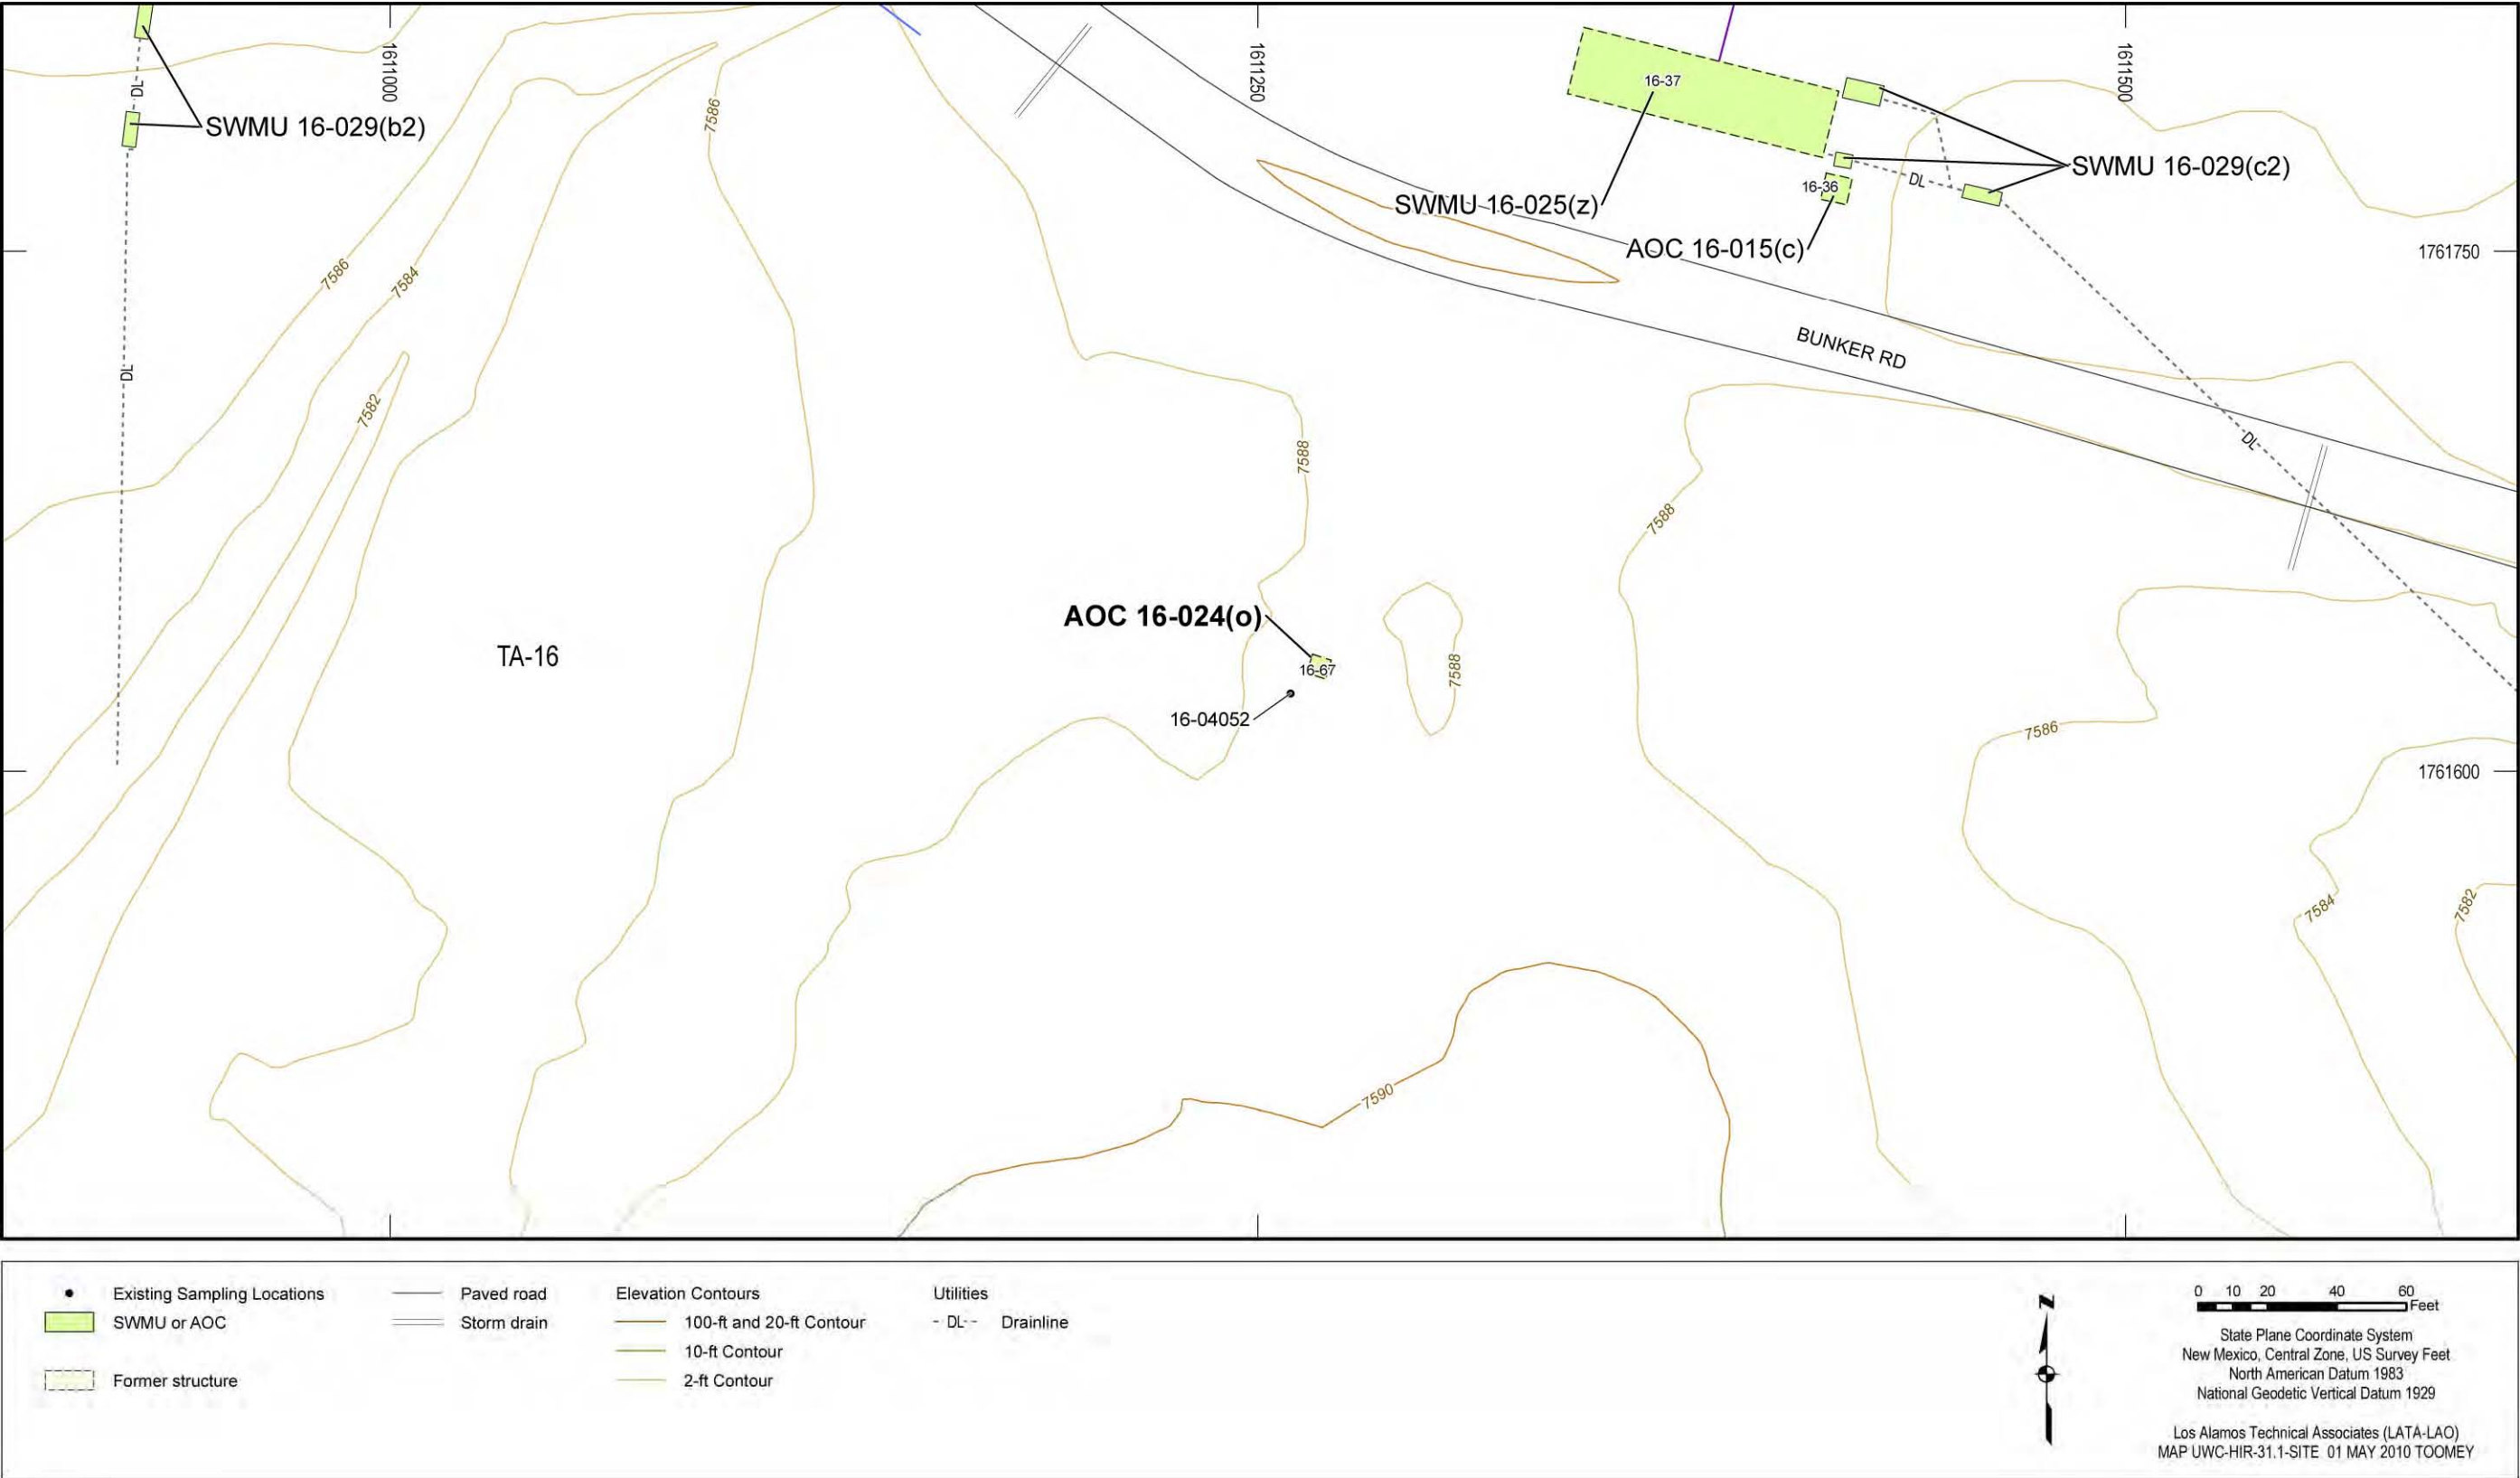 1611000
1611250
1611500
DL
SWMU 16-029(b2)
7586
16-37
SWMU 16-029(c2)
16-36
DL
SWMU 16-025(z)
AOC 16-015(c)
1761750
7586
7584
BUNKER RD
DL
7582
7588
DL
7588
AOC 16-024(o)
TA-16
16-67
7588
16-04052
7586
1761600
7584
7582
7590
Existing Sampling Locations
SWMU or AOC
Former structure
Paved road
Storm drain
Elevation Contours
100-ft and 20-ft Contour
10-ft Contour
2-ft Contour
Utilities
- DL- - Drainline
N
0 10 20 40 60
Feet
State Plane Coordinate System
New Mexico, Central Zone, US Survey Feet
North American Datum 1983
National Geodetic Vertical Datum 1929
Los Alamos Technical Associates (LATA-LAO)
MAP UWC-HIR-31.1-SITE 01 MAY 2010 TOOMEY